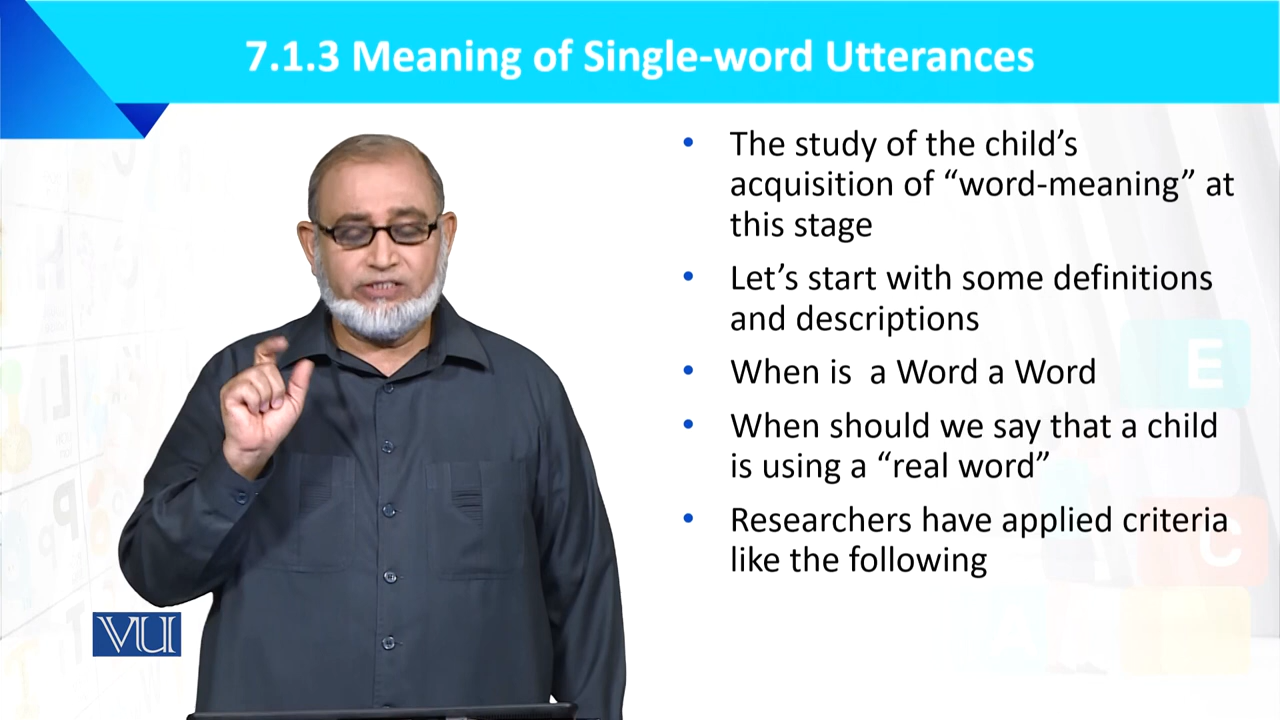 7.1.3 Meaning of Single-word Utterances
• The study of the child’s
acquisition of “word-meaning” at
this stage
• Let’s start with some definitions
and descriptions
• When is  a Word a Word
• When should we say that a child
is using a “real word”
• Researchers have applied criteria
like the following
E
C
A
VU